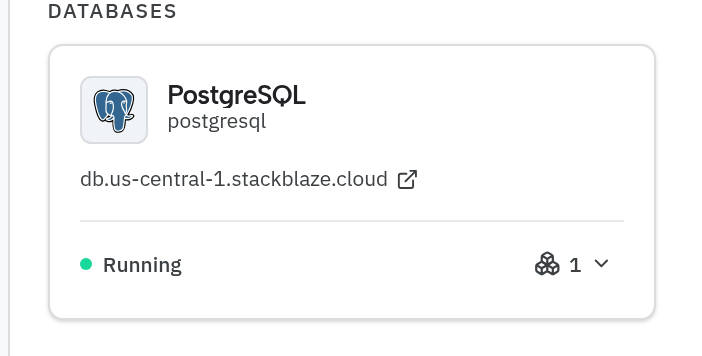 DATABASES
PostgreSQL
postgresql
db.us-central-1.stackblaze.cloud
Running 1